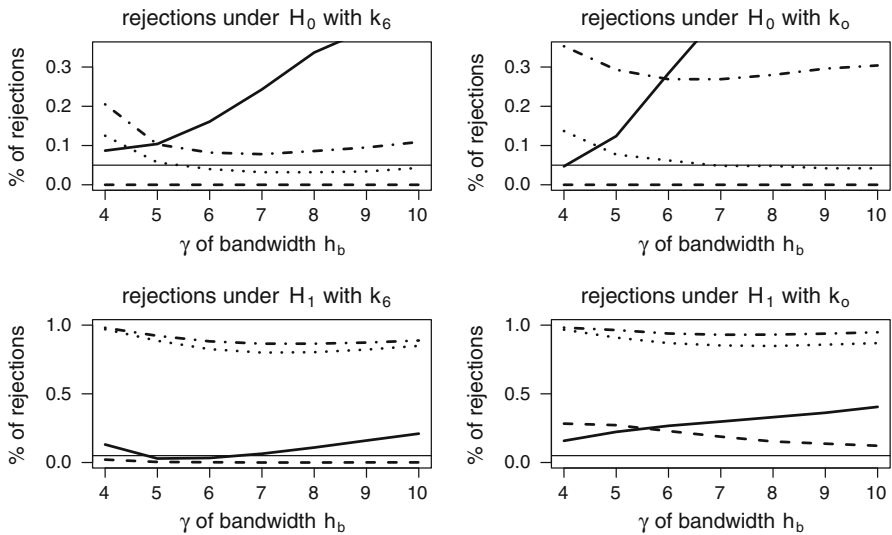 rejections under H₀ with k₆
% of rejections
0.3
0.2
0.1
0.0
4 5 6 7 8 9 10
γ of bandwidth h_b
rejections under H₀ with kₒ
% of rejections
0.3
0.2
0.1
0.0
4 5 6 7 8 9 10
γ of bandwidth h_b
rejections under H₁ with k₆
% of rejections
1.0
0.5
0.0
4 5 6 7 8 9 10
γ of bandwidth h_b
rejections under H₁ with kₒ
% of rejections
1.0
0.5
0.0
4 5 6 7 8 9 10
γ of bandwidth h_b